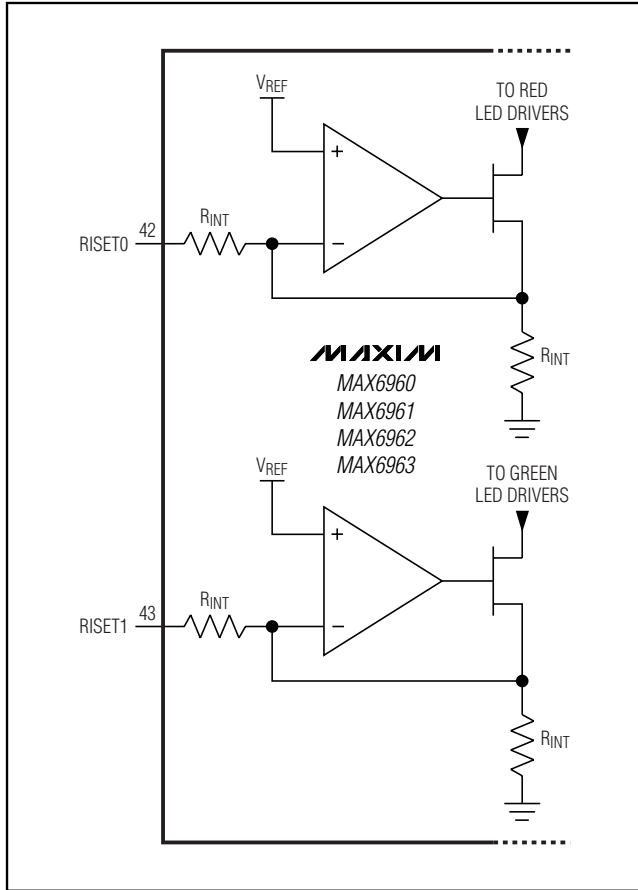 VREF
TO RED
LED DRIVERS
+
RINT
RISET0 42
−
MAXIM
MAX6960
MAX6961
MAX6962
MAX6963
RINT
VREF
TO GREEN
LED DRIVERS
+
RINT
RISET1 43
−
RINT